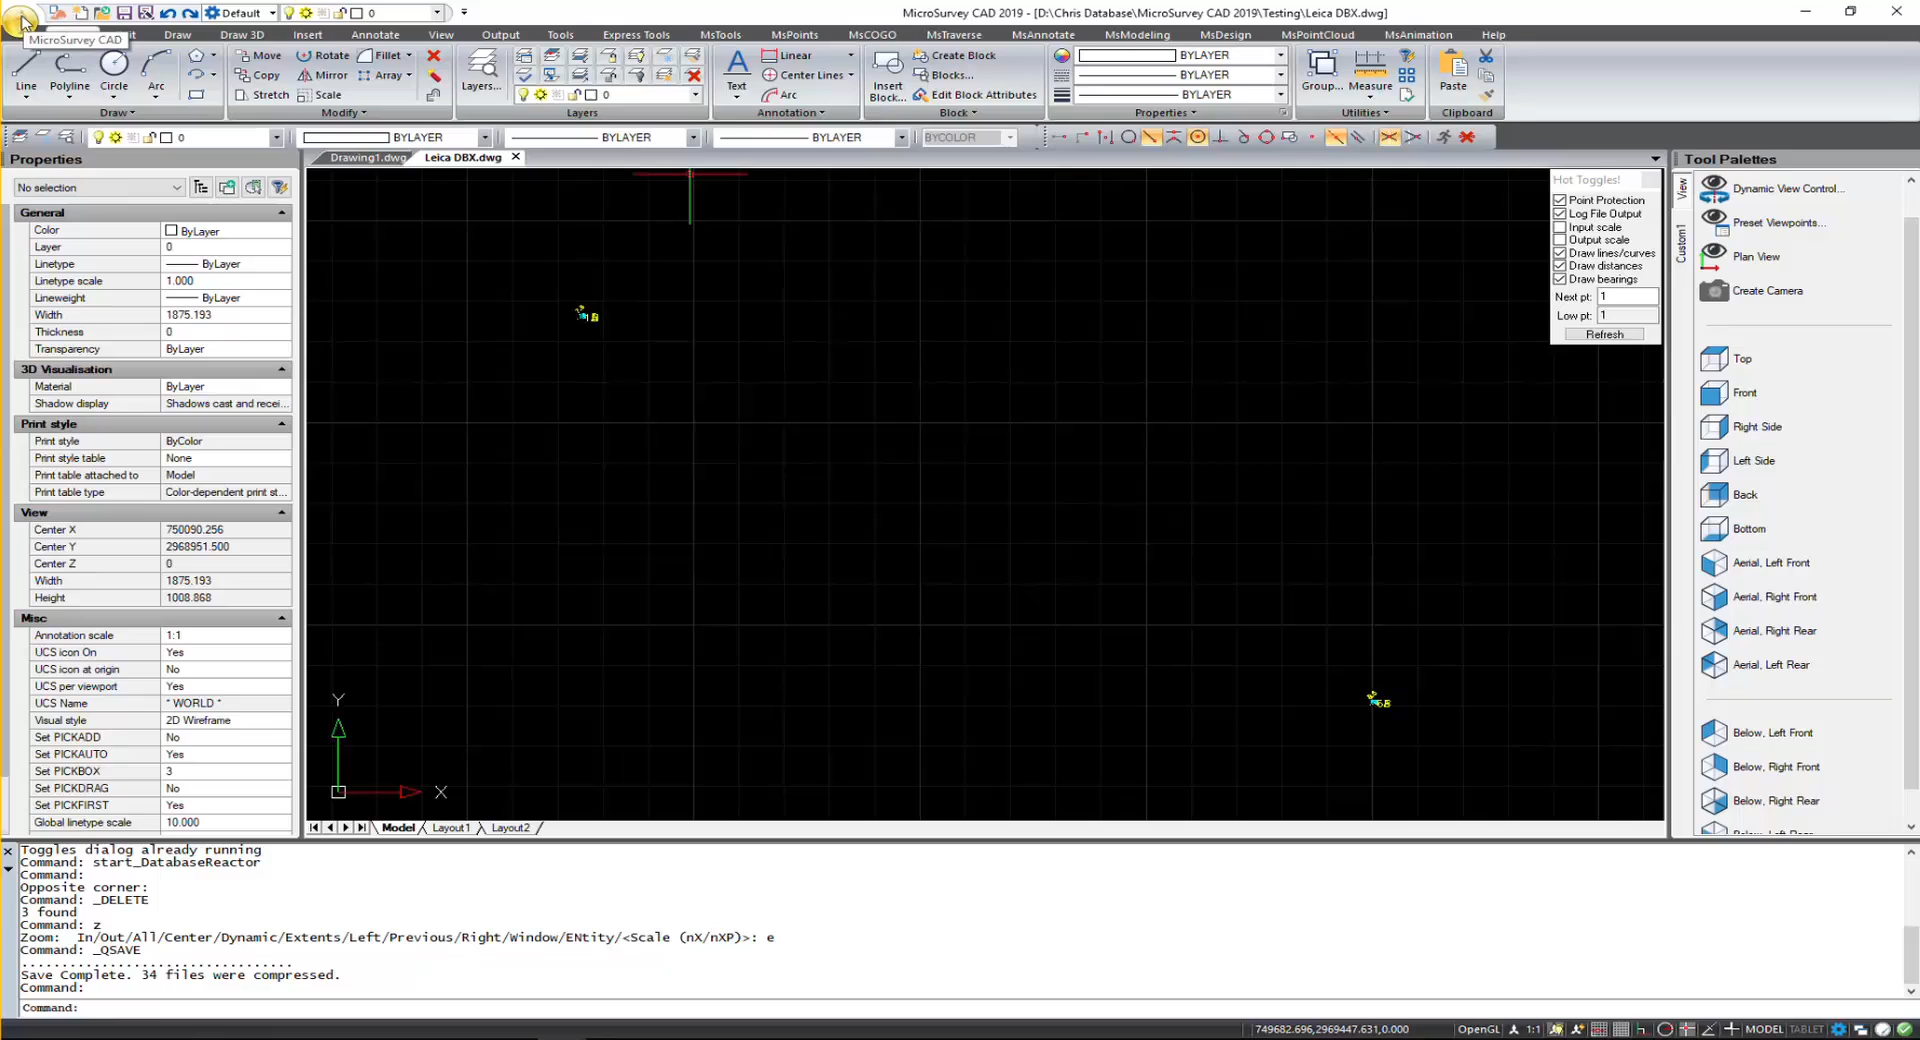 Default
0
MicroSurvey CAD 2019 - [D:\Chris Database\MicroSurvey CAD 2019\Testing\Leica DBX.dwg]
MicroSurvey CAD
Draw Draw 3D Insert Annotate View Output Tools Express Tools MsTools MsPoints MsCOGO MsTraverse MsAnnotate MsModeling MsDesign MsPointCloud MsAnimation Help
Line Polyline Circle Arc
Move Rotate Fillet
Copy Mirror Array
Stretch Scale
Layers...
0
Text
Linear
Center Lines
Arc
Insert Block...
Create Block
Blocks...
Edit Block Attributes
BYLAYER
BYLAYER
BYLAYER
Group... Measure
Paste
Draw Modify Layers Annotation Block Properties Utilities Clipboard
0 BYLAYER BYLAYER BYLAYER BYCOLOR
Properties
Drawing1.dwg Leica DBX.dwg
No selection
General
Color ByLayer
Layer 0
Linetype ByLayer
Linetype scale 1.000
Lineweight ByLayer
Width 1875.193
Thickness 0
Transparency ByLayer
3D Visualisation
Material ByLayer
Shadow display Shadows cast and recei...
Print style
Print style ByColor
Print style table None
Print table attached to Model
Print table type Color-dependent print st...
View
Center X 750090.256
Center Y 2968951.500
Center Z 0
Width 1875.193
Height 1008.868
Misc
Annotation scale 1:1
UCS icon On Yes
UCS icon at origin No
UCS per viewport Yes
UCS Name * WORLD *
Visual style 2D Wireframe
Set PICKADD No
Set PICKAUTO Yes
Set PICKBOX 3
Set PICKDRAG No
Set PICKFIRST Yes
Global linetype scale 10.000
Y
X
Hot Toggles!
Point Protection
Log File Output
Input scale
Output scale
Draw lines/curves
Draw distances
Draw bearings
Next pt: 1
Low pt: 1
Refresh
Tool Palettes
View
Custom1
Dynamic View Control...
Preset Viewpoints...
Plan View
Create Camera
Top
Front
Right Side
Left Side
Back
Bottom
Aerial, Left Front
Aerial, Right Front
Aerial, Right Rear
Aerial, Left Rear
Below, Left Front
Below, Right Front
Below, Right Rear
Below, Left Rear
Model Layout1 Layout2
Toggles dialog already running
Command: start_DatabaseReactor
Command:
Opposite corner:
Command: _DELETE
3 found
Command: z
Zoom: In/Out/All/Center/Dynamic/Extents/Left/Previous/Right/Window/ENtity/<Scale (nX/nXP)>: e
Command: _QSAVE
..................................
Save Complete. 34 files were compressed.
Command:
Command:
749682.696,2969447.631,0.000 OpenGL 1:1 MODEL TABLET